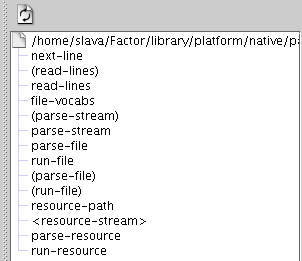 /home/slava/Factor/library/platform/native/pa
next-line
(read-lines)
read-lines
file-vocabs
(parse-stream)
parse-stream
parse-file
run-file
(parse-file)
(run-file)
resource-path
<resource-stream>
parse-resource
run-resource